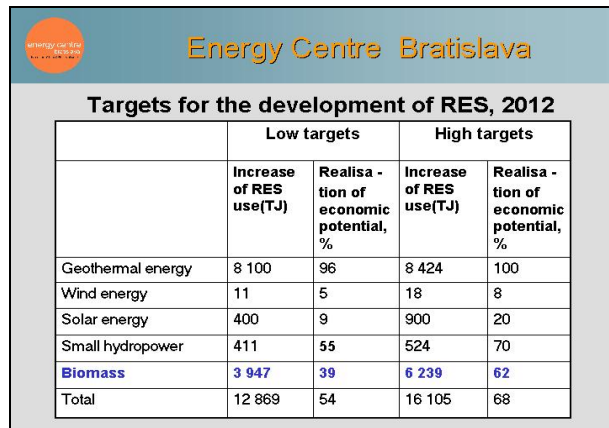 energy centre
Energy Centre Bratislava
Targets for the development of RES, 2012
Low targets High targets
Increase of RES use(TJ) Realisa - tion of economic potential, % Increase of RES use(TJ) Realisa - tion of economic potential, %
Geothermal energy 8 100 96 8 424 100
Wind energy 11 5 18 8
Solar energy 400 9 900 20
Small hydropower 411 55 524 70
Biomass 3 947 39 6 239 62
Total 12 869 54 16 105 68